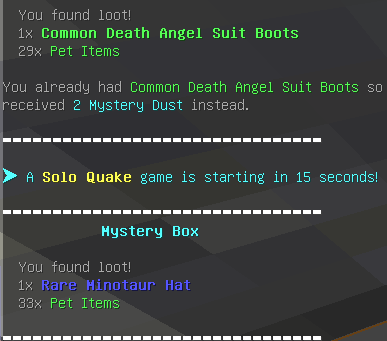 You found loot!
1x Common Death Angel Suit Boots
29x Pet Items
You already had Common Death Angel Suit Boots so
received 2 Mystery Dust instead.
➤ A Solo Quake game is starting in 15 seconds!
Mystery Box
You found loot!
1x Rare Minotaur Hat
33x Pet Items